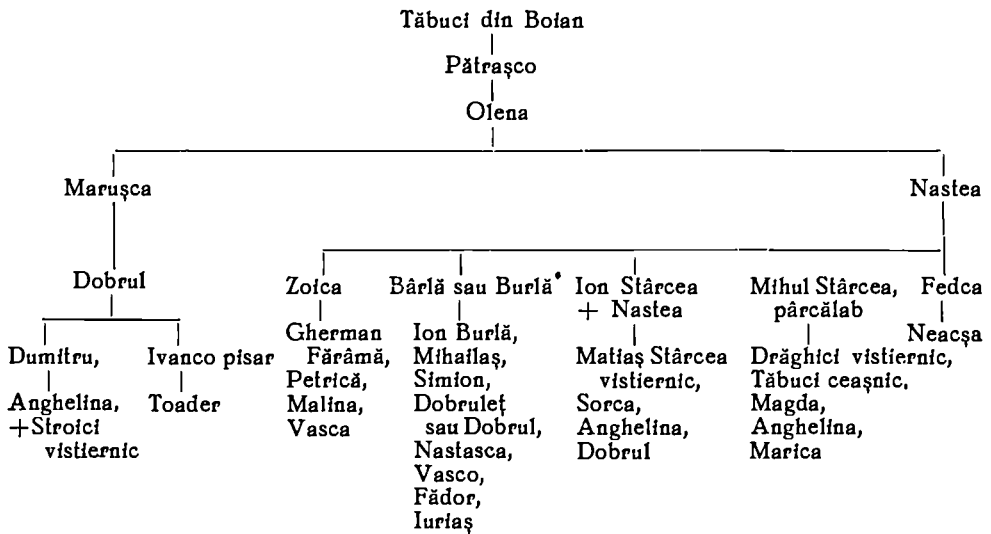 Tăbuci din Boian
Pătrașco
Olena
Marușca
Nastea
Dobrul
Dumitru,
Anghelina,
+Stroici
vistiernic
Ivanco pisar
Toader
Zoica
Gherman
Fărâmă,
Petrică,
Malina,
Vasca
Bârlă sau Burlă*
Ion Burlă,
Mihailaș,
Simion,
Dobruleț
sau Dobrul,
Nastasca,
Vasco,
Fădor,
Iuriaș
Ion Stârcea
+ Nastea
Matiaș Stârcea
vistiernic,
Sorca,
Anghelina,
Dobrul
Mihul Stârcea,
pârcălab
Drăghici vistiernic,
Tăbuci ceașnic,
Magda,
Anghelina,
Marica
Fedca
Neacșa